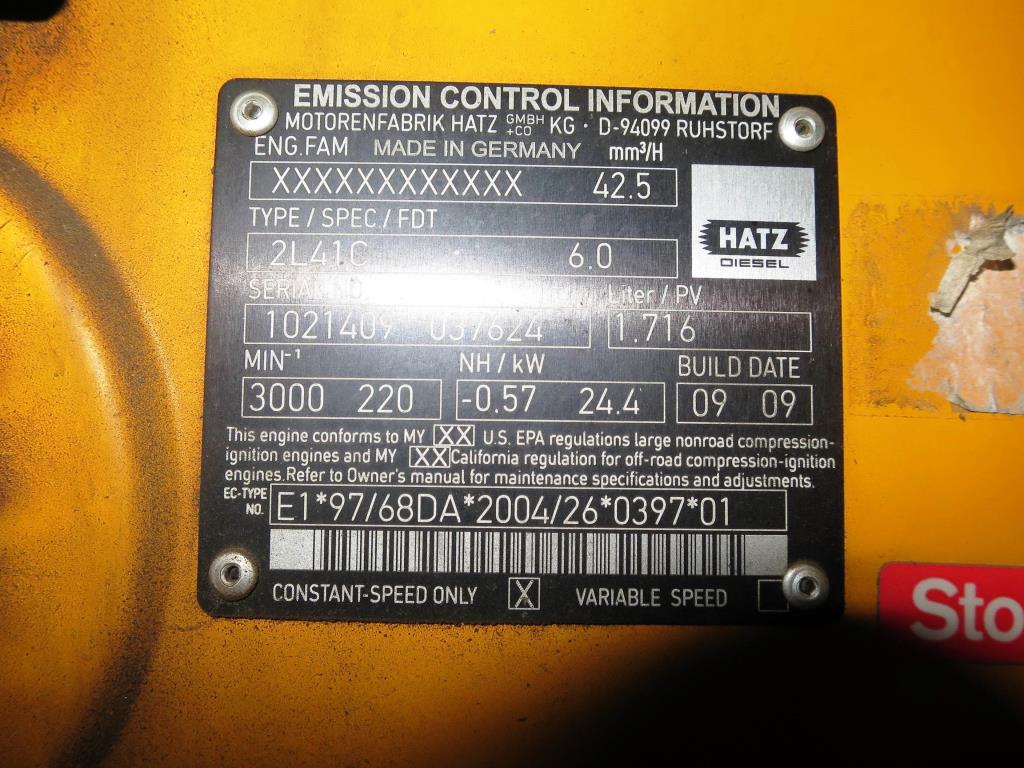 EMISSION CONTROL INFORMATION
MOTORENFABRIK HATZ GMBH +CO KG · D-94099 RUHSTORF
ENG.FAM MADE IN GERMANY mm³/H
XXXXXXXXXXXX 42.5
TYPE / SPEC / FDT
2L41C 6.0
HATZ
DIESEL
SERIAL NO. Liter / PV
1021409 037624 1.716
MIN⁻¹ NH / kW BUILD DATE
3000 220 -0.57 24.4 09 09
This engine conforms to MY XX U.S. EPA regulations large nonroad compression-
ignition engines and MY XX California regulation for off-road compression-ignition
engines. Refer to Owner's manual for maintenance specifications and adjustments.
EC-TYPE NO. E1*97/68DA*2004/26*0397*01
CONSTANT-SPEED ONLY X VARIABLE SPEED
Sto